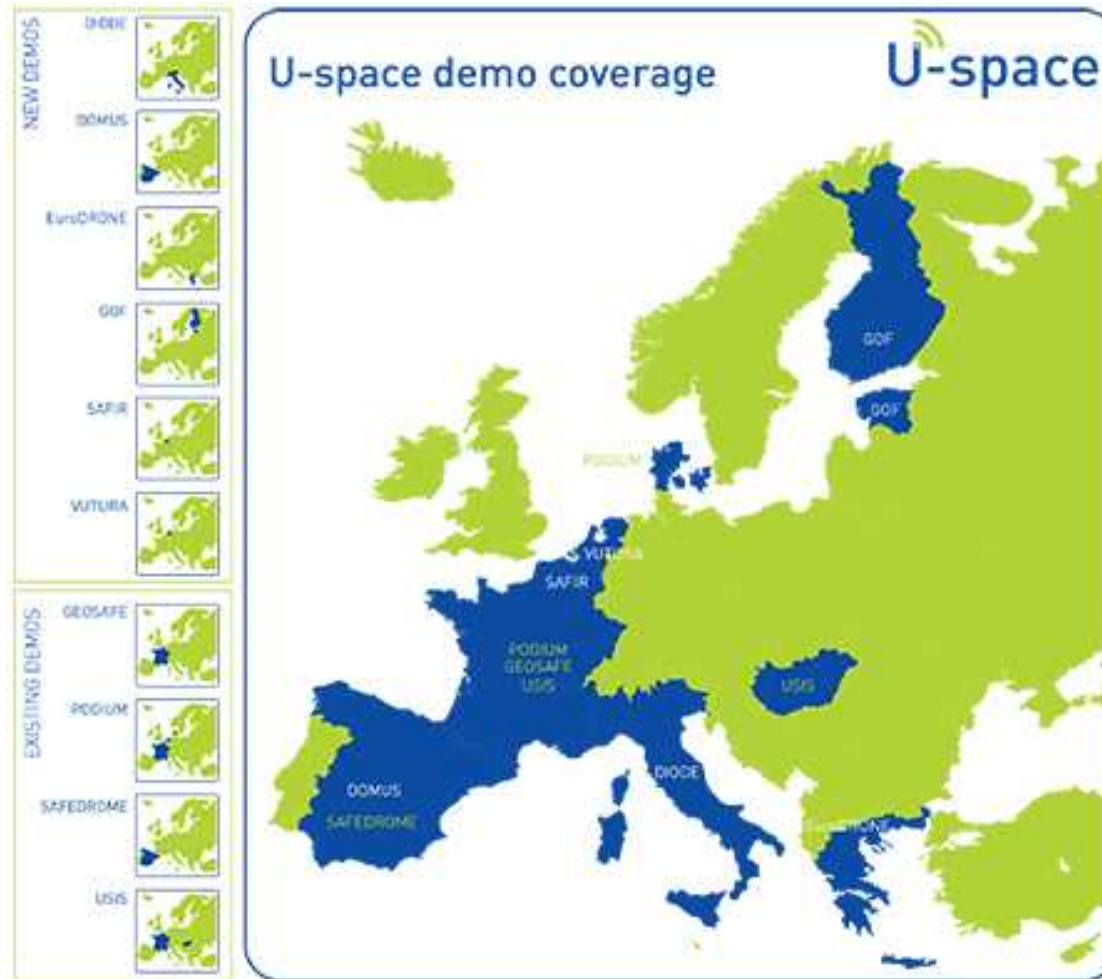 NEW DEMOS
DIODE
DOMUS
EuroDRONE
GOF
SAFIR
VUTURA
EXISTING DEMOS
GEOSAFE
PODIUM
SAFEDROME
USIS
U-space demo coverage
U-space
GOF
GOF
PODIUM
VUTURA
SAFIR
PODIUM
GEOSAFE
USIS
USIS
DIODE
DOMUS
SAFEDROME